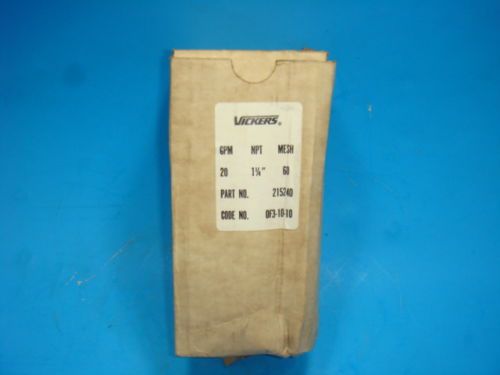 VICKERS®
GPM NPT MESH
20 1¼" 60
PART NO. 215240
CODE NO. OF3-10-10